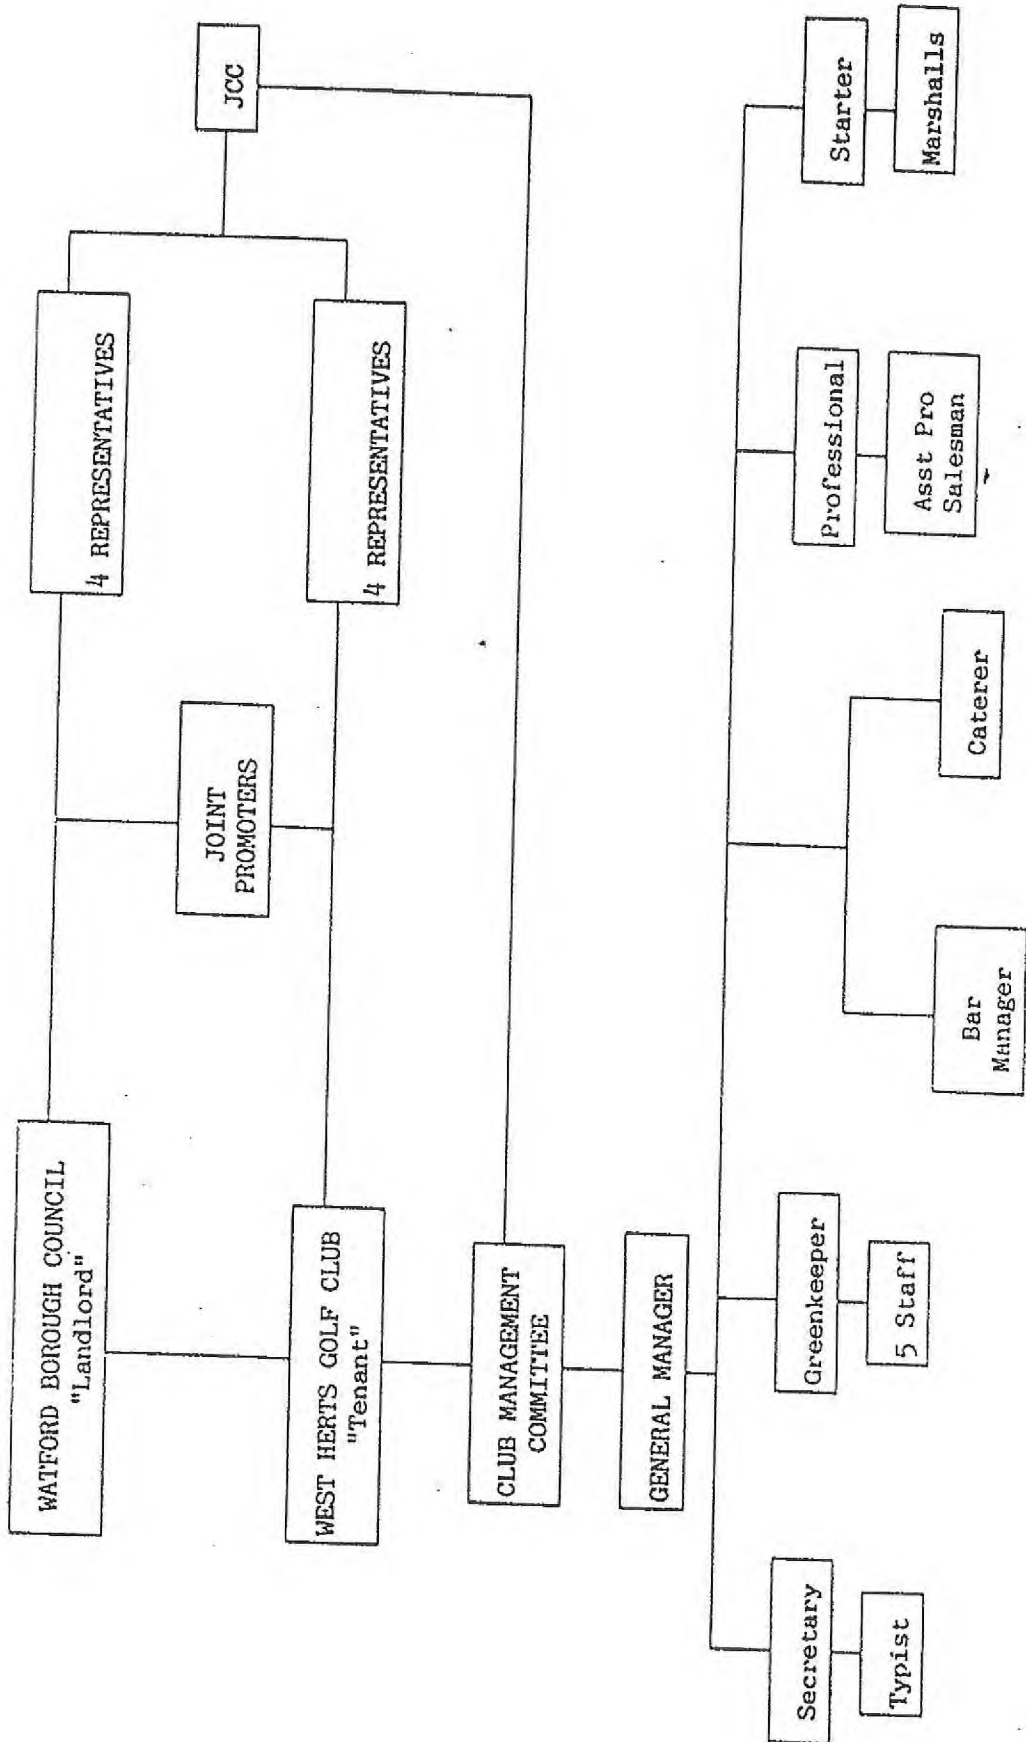 WATFORD BOROUGH COUNCIL
"Landlord"
4 REPRESENTATIVES
JCC
JOINT
PROMOTERS
WEST HERTS GOLF CLUB
"Tenant"
4 REPRESENTATIVES
CLUB MANAGEMENT
COMMITTEE
GENERAL MANAGER
Secretary
Typist
Greenkeeper
5 Staff
Bar
Manager
Caterer
Professional
Asst Pro
Salesman
Starter
Marshalls